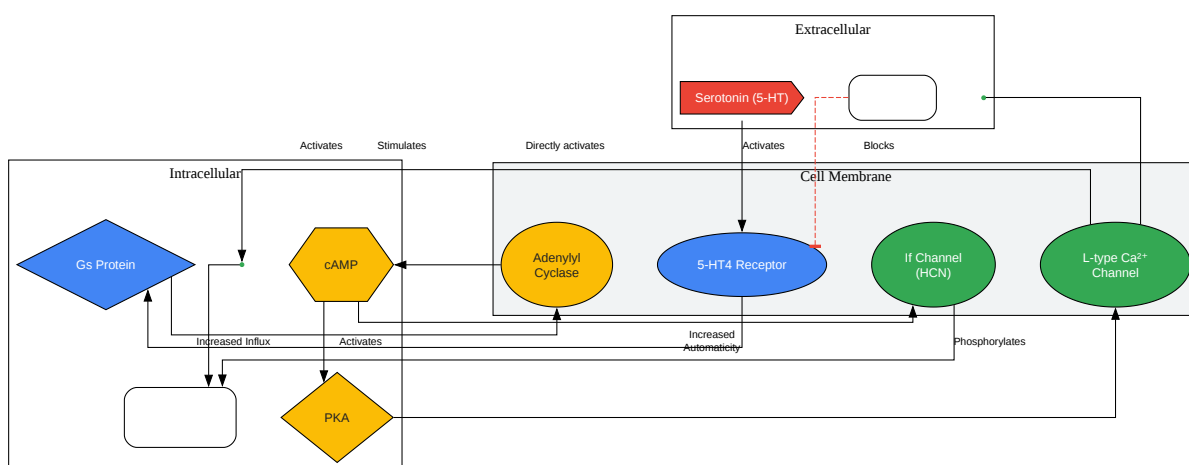 Extracellular
Serotonin (5-HT)
Activates
Stimulates
Directly activates
Activates
Blocks
Intracellular
Cell Membrane
Gs Protein
cAMP
Adenylyl
Cyclase
5-HT4 Receptor
If Channel
(HCN)
L-type Ca²⁺
Channel
Increased Influx
Activates
Increased
Automaticity
Phosphorylates
PKA